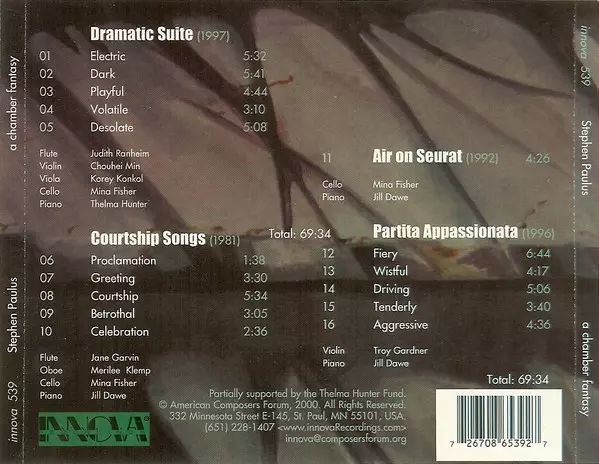 a chamber fantasy
Stephen Paulus
innova 539
Dramatic Suite (1997)
01 Electric 5:32
02 Dark 5:41
03 Playful 4:44
04 Volatile 3:10
05 Desolate 5:08
Flute Judith Ranheim
Violin Chouhei Min
Viola Korey Konkol
Cello Mina Fisher
Piano Thelma Hunter
Courtship Songs (1981)
Total: 69:34
06 Proclamation 1:38
07 Greeting 3:30
08 Courtship 5:34
09 Betrothal 3:05
10 Celebration 2:36
Flute Jane Garvin
Oboe Merilee Klemp
Cello Mina Fisher
Piano Jill Dawe
11 Air on Seurat (1992) 4:26
Cello Mina Fisher
Piano Jill Dawe
Partita Appassionata (1996)
12 Fiery 6:44
13 Wistful 4:17
14 Driving 5:06
15 Tenderly 3:40
16 Aggressive 4:36
Violin Troy Gardner
Piano Jill Dawe
Total: 69:34
INNOVA
Partially supported by the Thelma Hunter Fund.
© American Composers Forum, 2000. All Rights Reserved.
332 Minnesota Street E-145, St. Paul, MN 55101, USA.
(651) 228-1407 <www.innovaRecordings.com>
innova@composersforum.org
7 26708 65392 7
innova 539
Stephen Paulus
a chamber fantasy